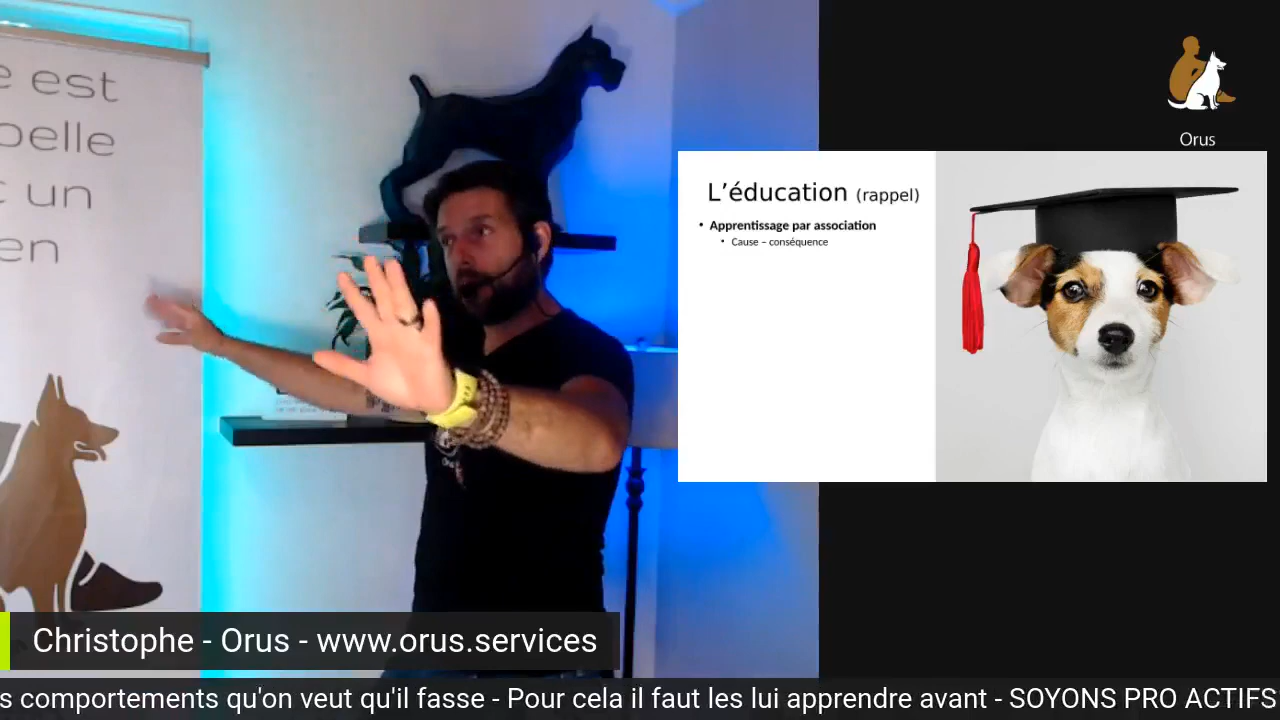 e est
pelle
un
en
Orus
L’éducation (rappel)
• Apprentissage par association
• Cause – conséquence
Christophe - Orus - www.orus.services
s comportements qu'on veut qu'il fasse - Pour cela il faut les lui apprendre avant - SOYONS PRO ACTIFS